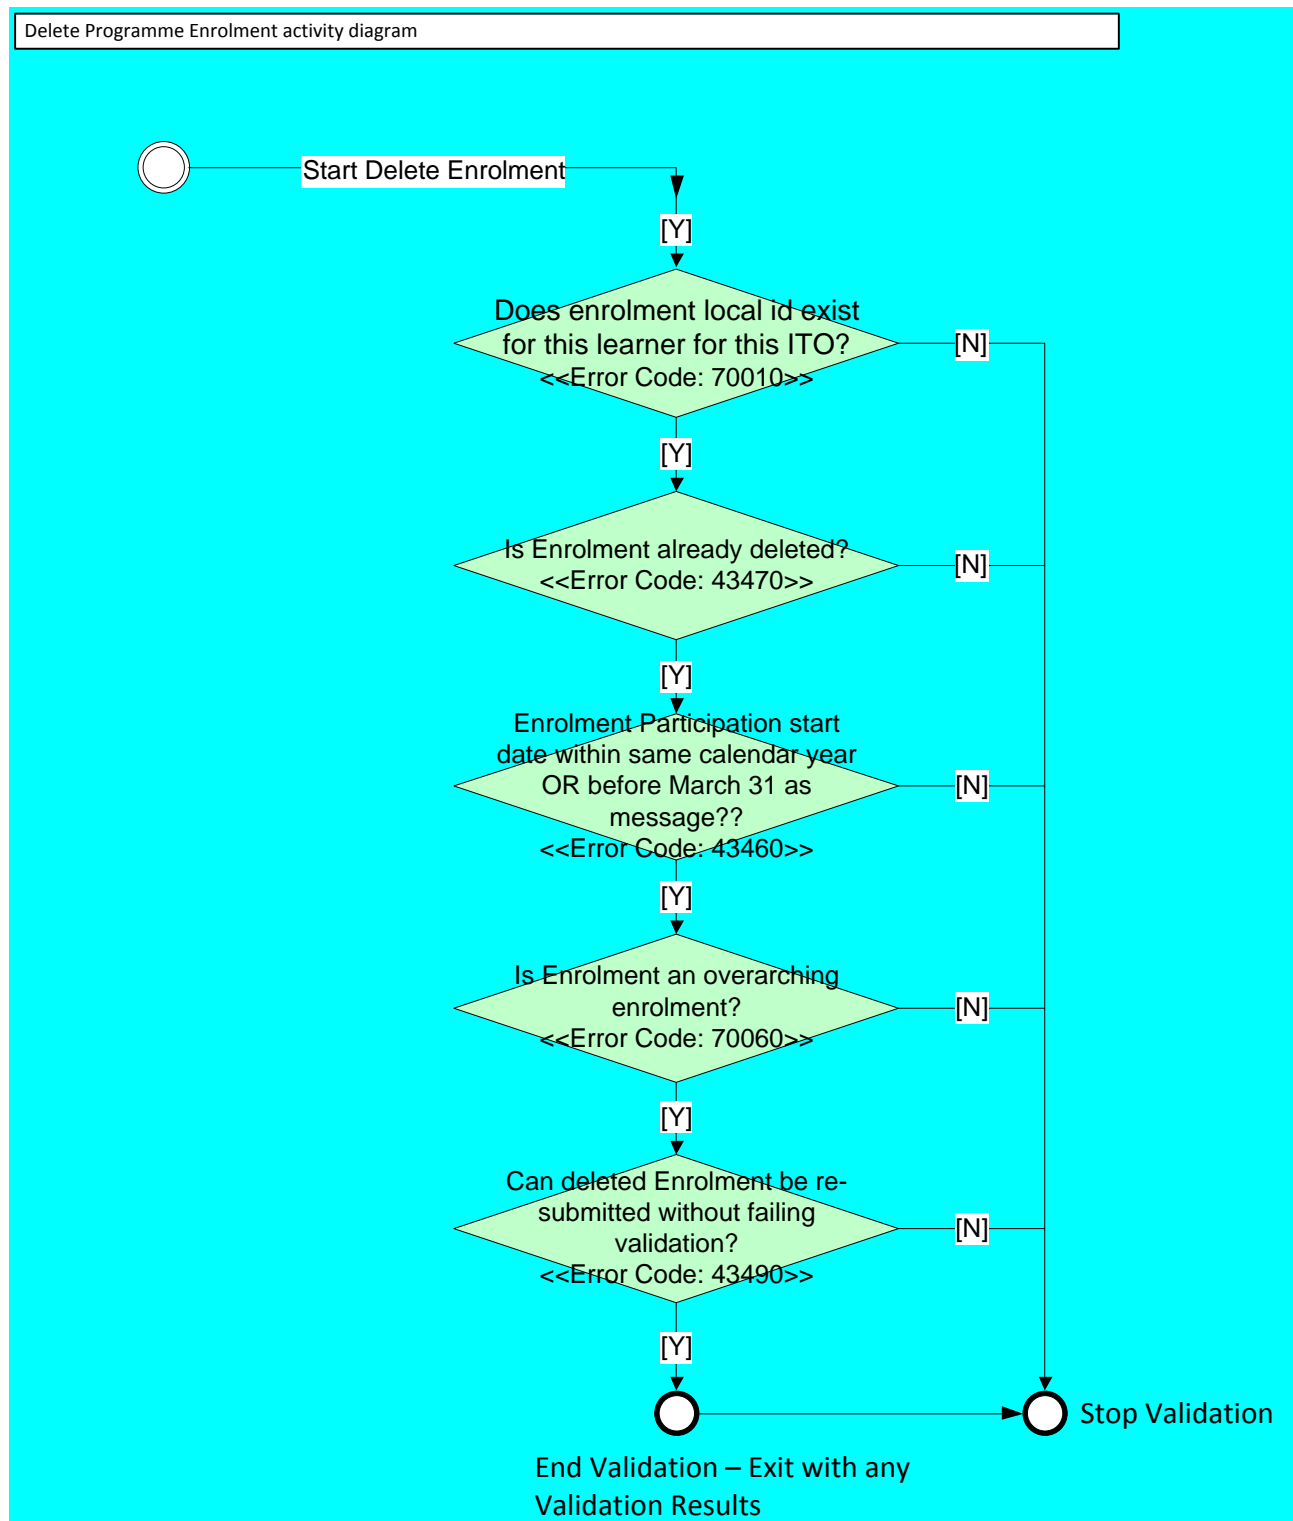 Delete Programme Enrolment activity diagram
Start Delete Enrolment
[Y]
Does enrolment local id exist
for this learner for this ITO?
<<Error Code: 70010>>
[N]
[Y]
Is Enrolment already deleted?
<<Error Code: 43470>>
[N]
[Y]
Enrolment Participation start
date within same calendar year
OR before March 31 as
message??
<<Error Code: 43460>>
[N]
[Y]
Is Enrolment an overarching
enrolment?
<<Error Code: 70060>>
[N]
[Y]
Can deleted Enrolment be re-
submitted without failing
validation?
<<Error Code: 43490>>
[N]
[Y]
Stop Validation
End Validation – Exit with any
Validation Results